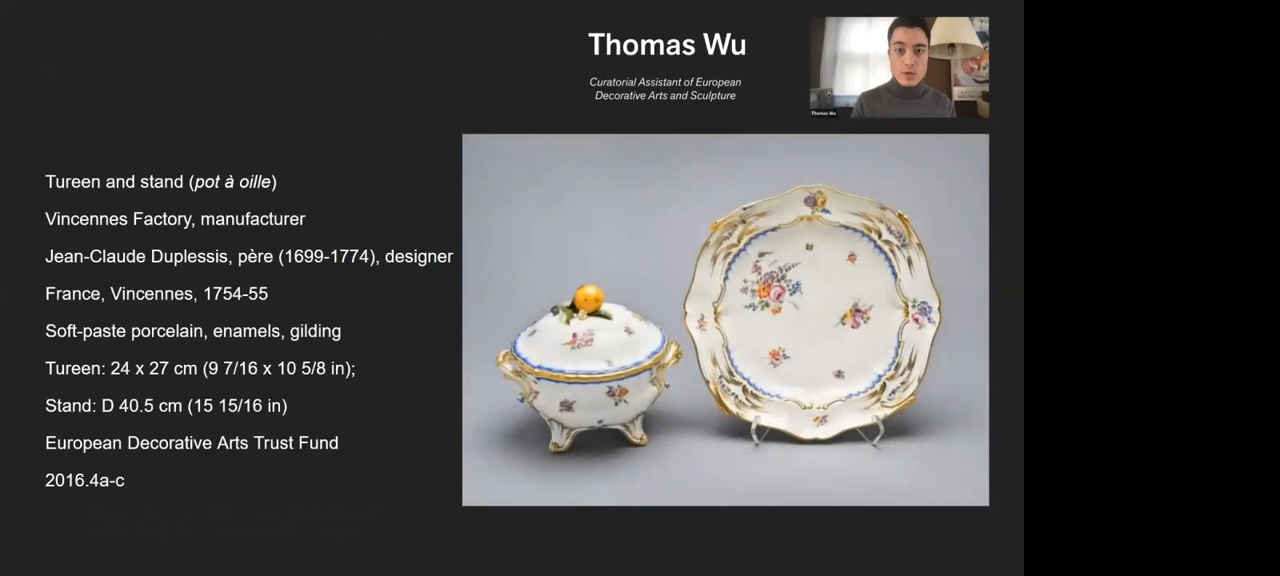 Thomas Wu
Curatorial Assistant of European
Decorative Arts and Sculpture
Thomas Wu
Tureen and stand (pot à oille)
Vincennes Factory, manufacturer
Jean-Claude Duplessis, père (1699-1774), designer
France, Vincennes, 1754-55
Soft-paste porcelain, enamels, gilding
Tureen: 24 x 27 cm (9 7/16 x 10 5/8 in);
Stand: D 40.5 cm (15 15/16 in)
European Decorative Arts Trust Fund
2016.4a-c